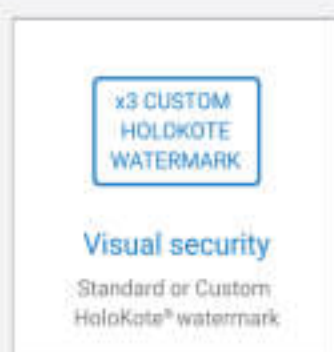 x3 CUSTOM
HOLOKOTE
WATERMARK
Visual security
Standard or Custom
HoloKote® watermark